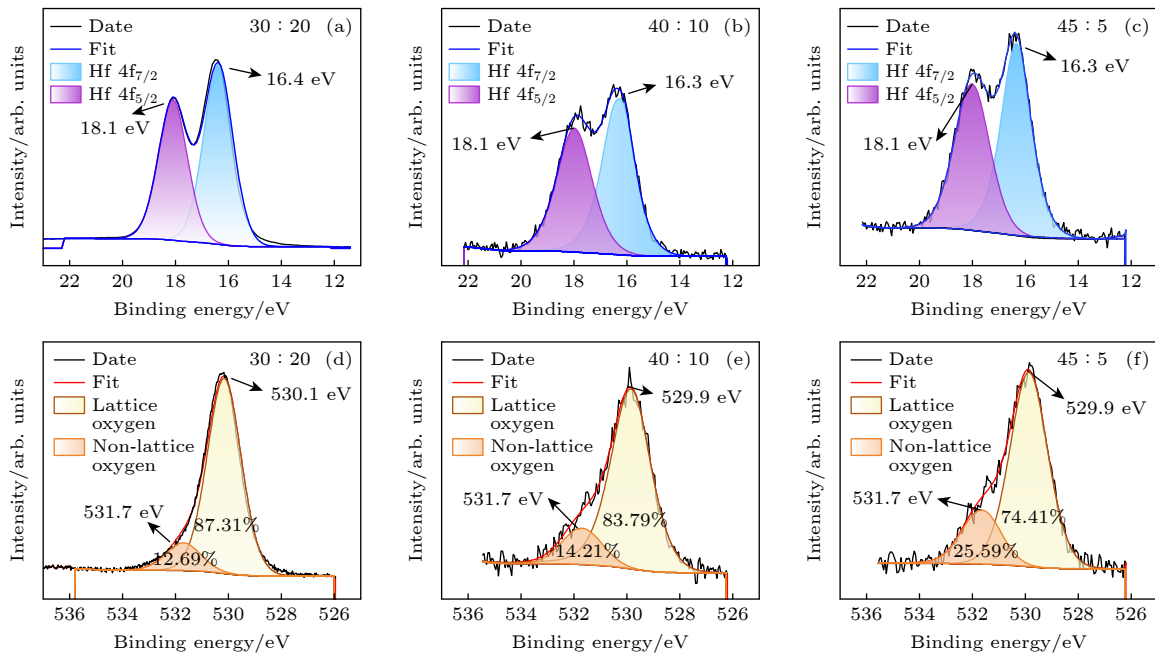 Date
30∶20
(a)
Fit
Hf 4f7/2
Hf 4f5/2
16.4 eV
18.1 eV
Intensity/arb. units
22 20 18 16 14 12
Binding energy/eV
Date
40∶10
(b)
Fit
Hf 4f7/2
Hf 4f5/2
16.3 eV
18.1 eV
Intensity/arb. units
22 20 18 16 14 12
Binding energy/eV
Date
45∶5
(c)
Fit
Hf 4f7/2
Hf 4f5/2
16.3 eV
18.1 eV
Intensity/arb. units
22 20 18 16 14 12
Binding energy/eV
Date
30∶20
(d)
Fit
Lattice
oxygen
Non-lattice
oxygen
530.1 eV
531.7 eV
87.31%
12.69%
Intensity/arb. units
536 534 532 530 528 526
Binding energy/eV
Date
40∶10
(e)
Fit
Lattice
oxygen
Non-lattice
oxygen
529.9 eV
531.7 eV
83.79%
14.21%
Intensity/arb. units
536 534 532 530 528 526
Binding energy/eV
Date
45∶5
(f)
Fit
Lattice
oxygen
Non-lattice
oxygen
529.9 eV
531.7 eV
74.41%
25.59%
Intensity/arb. units
536 534 532 530 528 526
Binding energy/eV